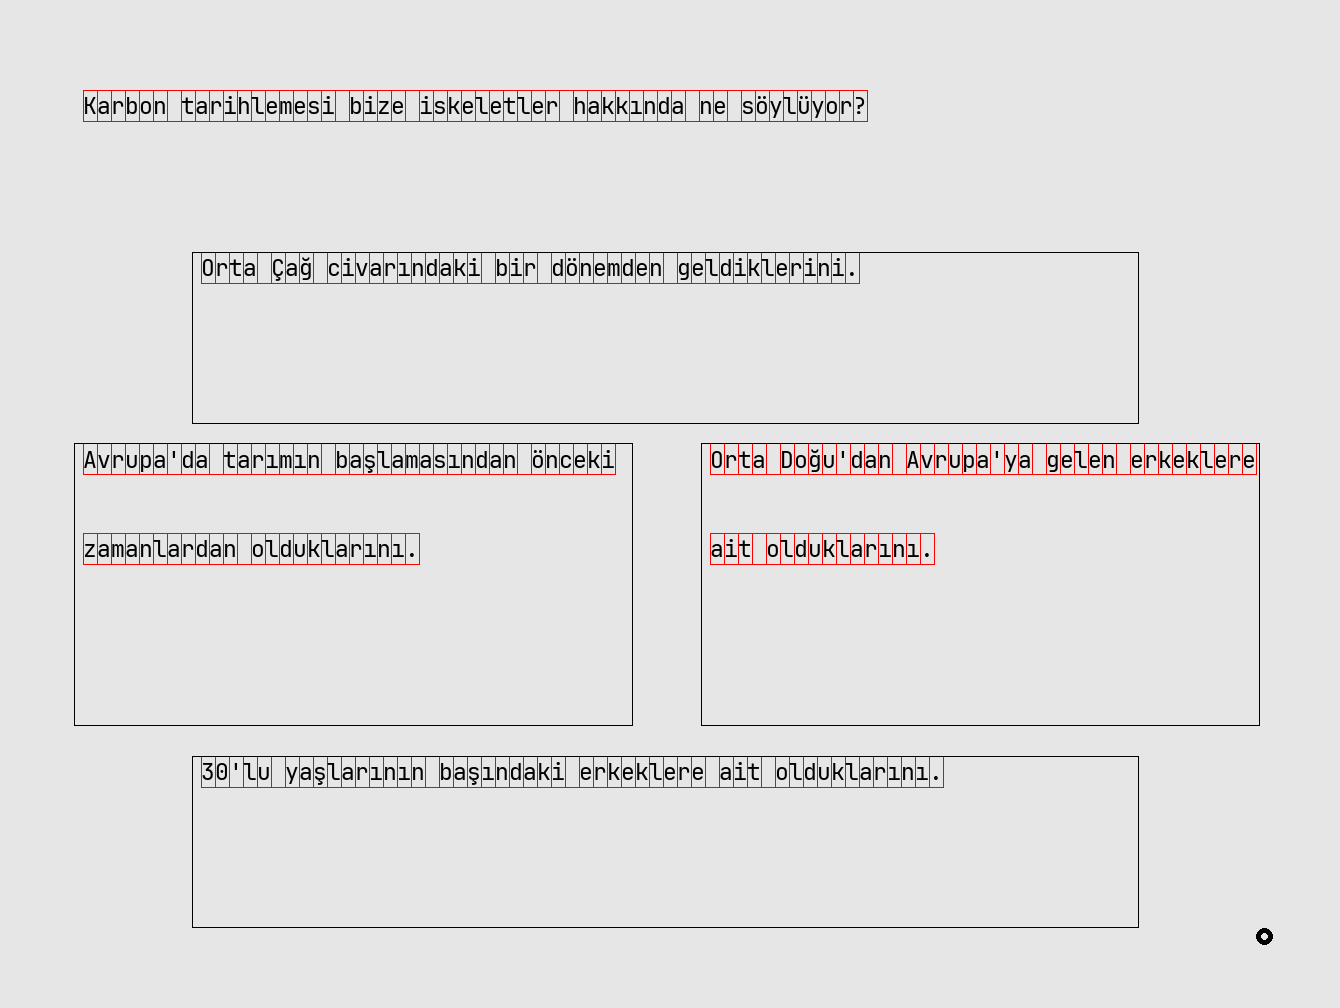 Karbon tarihlemesi bize iskeletler hakkında ne söylüyor?
Orta Çağ civarındaki bir dönemden geldiklerini.
Avrupa'da tarımın başlamasından önceki
zamanlardan olduklarını.
Orta Doğu'dan Avrupa'ya gelen erkeklere
ait olduklarını.
30'lu yaşlarının başındaki erkeklere ait olduklarını.